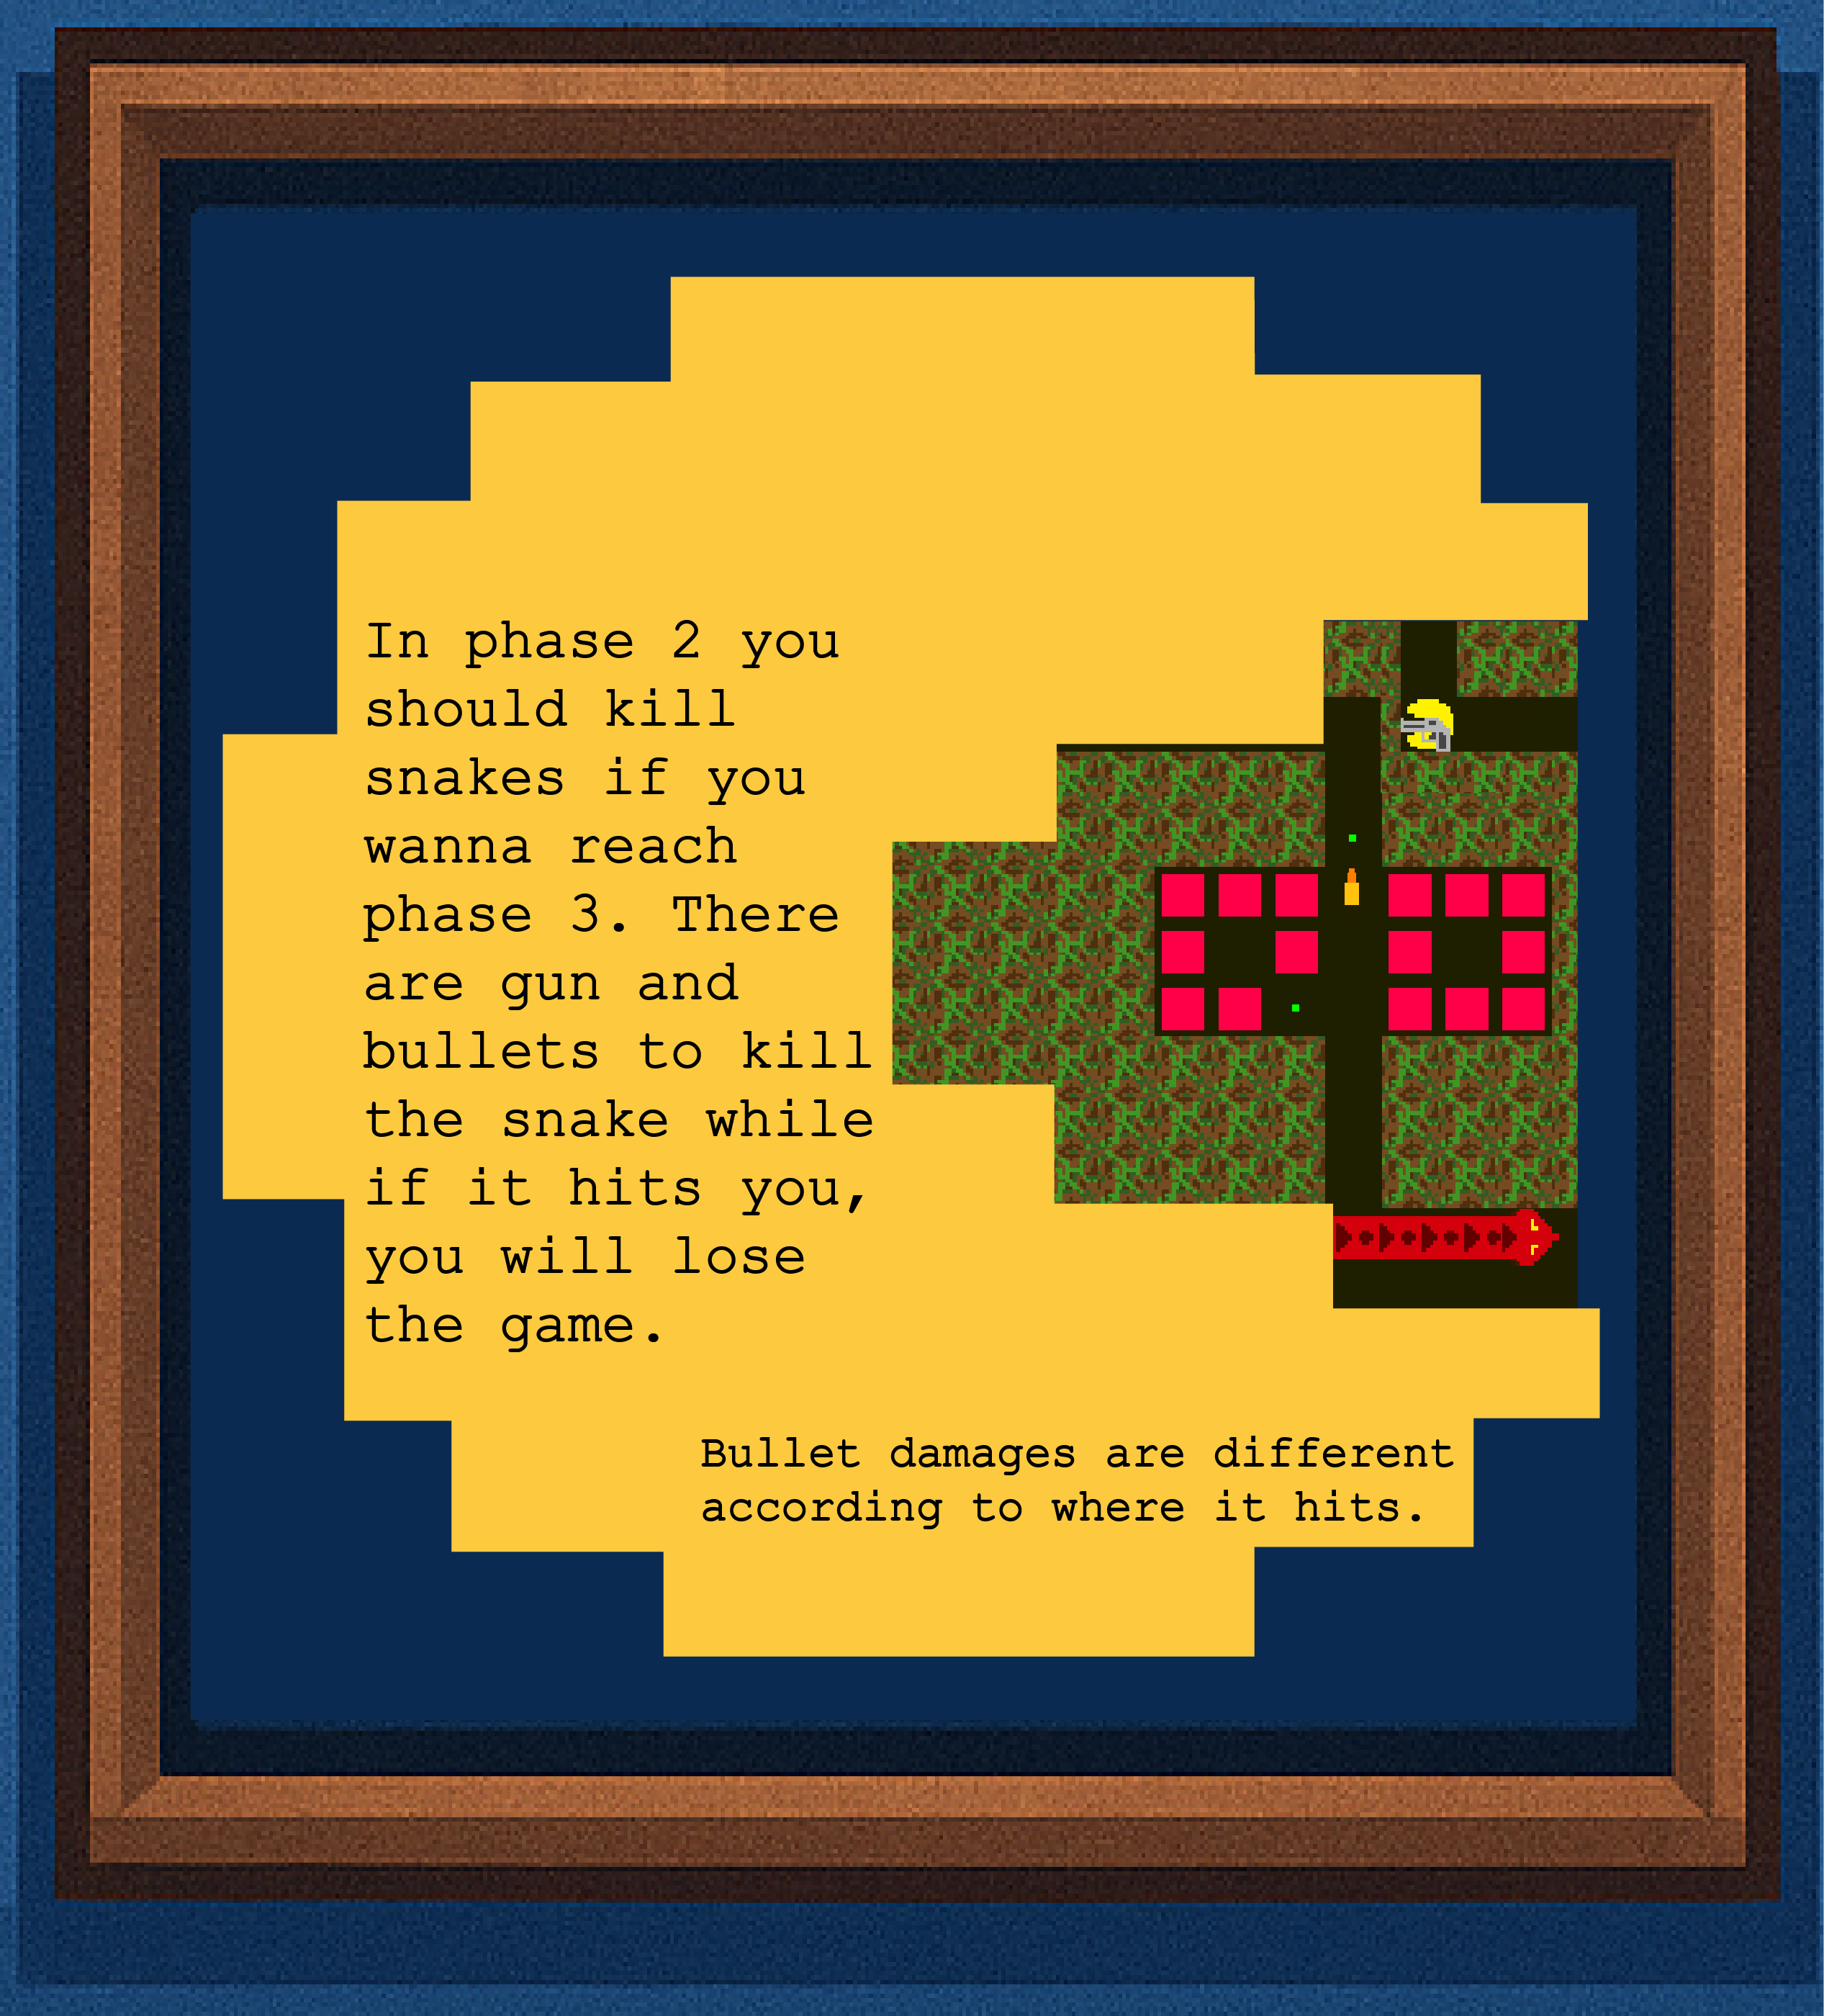 In phase 2 you
should kill
snakes if you
wanna reach
phase 3. There
are gun and
bullets to kill
the snake while
if it hits you,
you will lose
the game.
Bullet damages are different
according to where it hits.